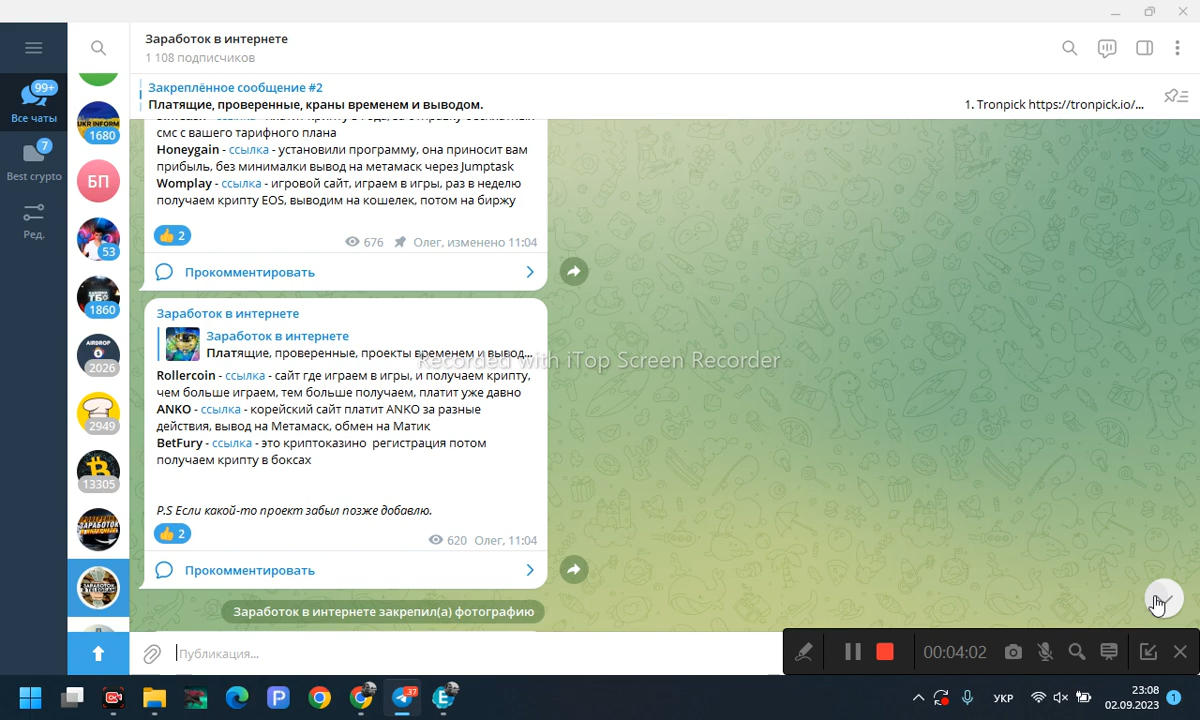 Заработок в интернете
1 108 подписчиков
Закреплённое сообщение #2
Платящие, проверенные, краны временем и выводом.
1. Tronpick https://tronpick.io/...
99+
Все чаты
7
Best crypto
Ред.
UKR INFORM
1680
БП
53
1860
AIRDROP
2026
2949
13305
смс с вашего тарифного плана
Honeygain - ссылка - установили программу, она приносит вам
прибыль, без минималки вывод на метамаск через Jumptask
Womplay - ссылка - игровой сайт, играем в игры, раз в неделю
получаем крипту EOS, выводим на кошелек, потом на биржу
2
676 Олег, изменено 11:04
Прокомментировать
Заработок в интернете
Заработок в интернете
Платящие, проверенные, проекты временем и вывод...
Recorded with iTop Screen Recorder
Rollercoin - ссылка - сайт где играем в игры, и получаем крипту,
чем больше играем, тем больше получаем, платит уже давно
ANKO - ссылка - корейский сайт платит ANKO за разные
действия, вывод на Метамаск, обмен на Матик
BetFury - ссылка - это криптоказино регистрация потом
получаем крипту в боксах
P.S Если какой-то проект забыл позже добавлю.
2
620 Олег, 11:04
Прокомментировать
Заработок в интернете закрепил(а) фотографию
Публикация...
00:04:02
37
УКР
23:08
02.09.2023
1